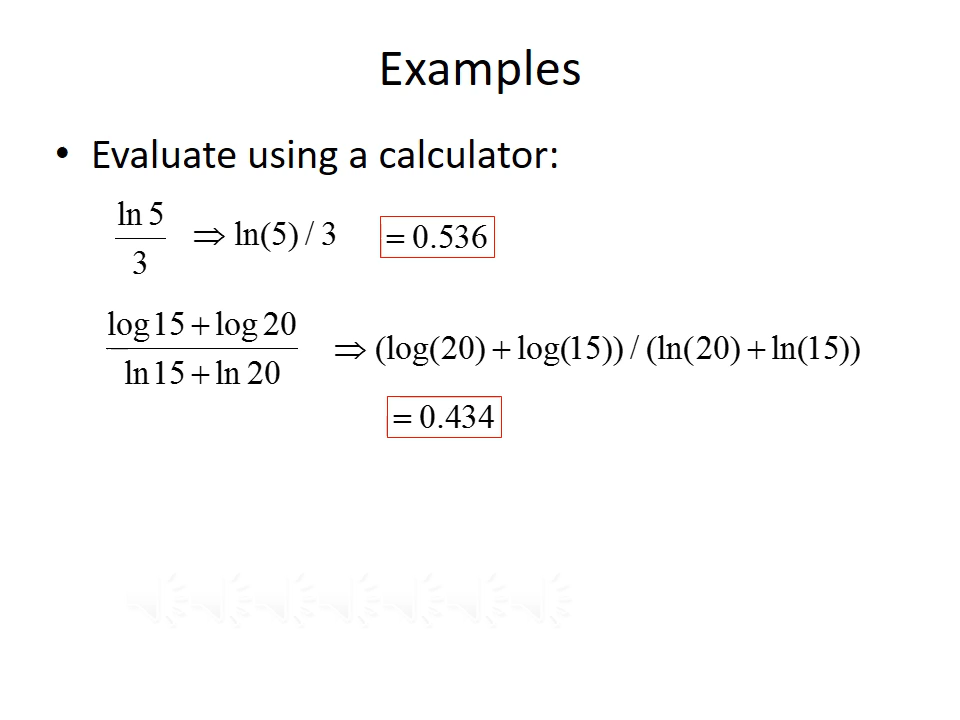 Examples
• Evaluate using a calculator:
ln 5 / 3 ⇒ ln(5) / 3 = 0.536
log 15 + log 20 / ln 15 + ln 20 ⇒ (log(20) + log(15)) / (ln(20) + ln(15))
= 0.434